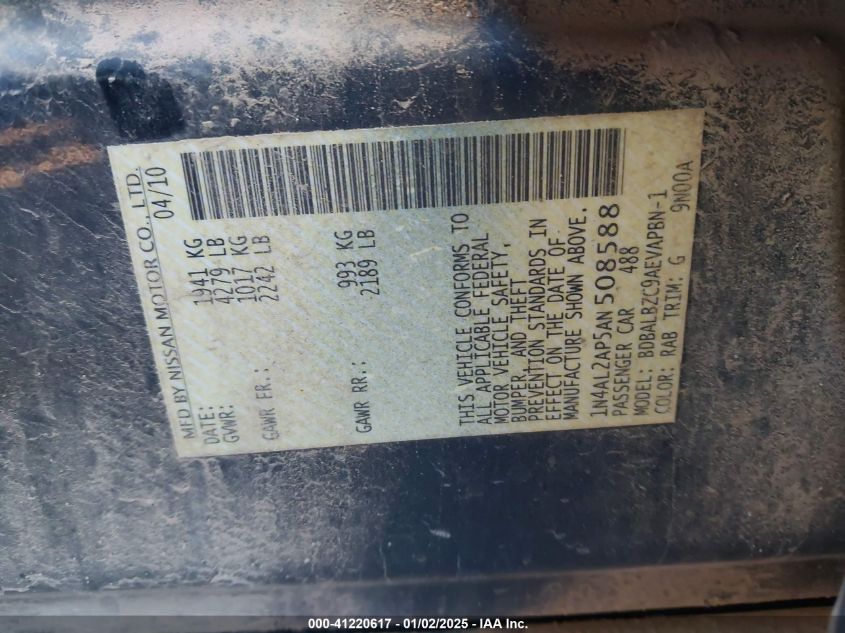 MFD BY NISSAN MOTOR CO., LTD.
DATE: 04/10
GVWR: 1941 KG
4279 LB
GAWR FR.: 1017 KG
2242 LB
GAWR RR.: 993 KG
2189 LB
THIS VEHICLE CONFORMS TO
ALL APPLICABLE FEDERAL
MOTOR VEHICLE SAFETY,
BUMPER, AND THEFT
PREVENTION STANDARDS IN
EFFECT ON THE DATE OF
MANUFACTURE SHOWN ABOVE.
1N4AL2AP5AN508588
PASSENGER CAR 488
MODEL: BDBALBZC9AEVAPBN-1
COLOR: RAB TRIM: G 9N00A
000-41220617 - 01/02/2025 - IAA Inc.